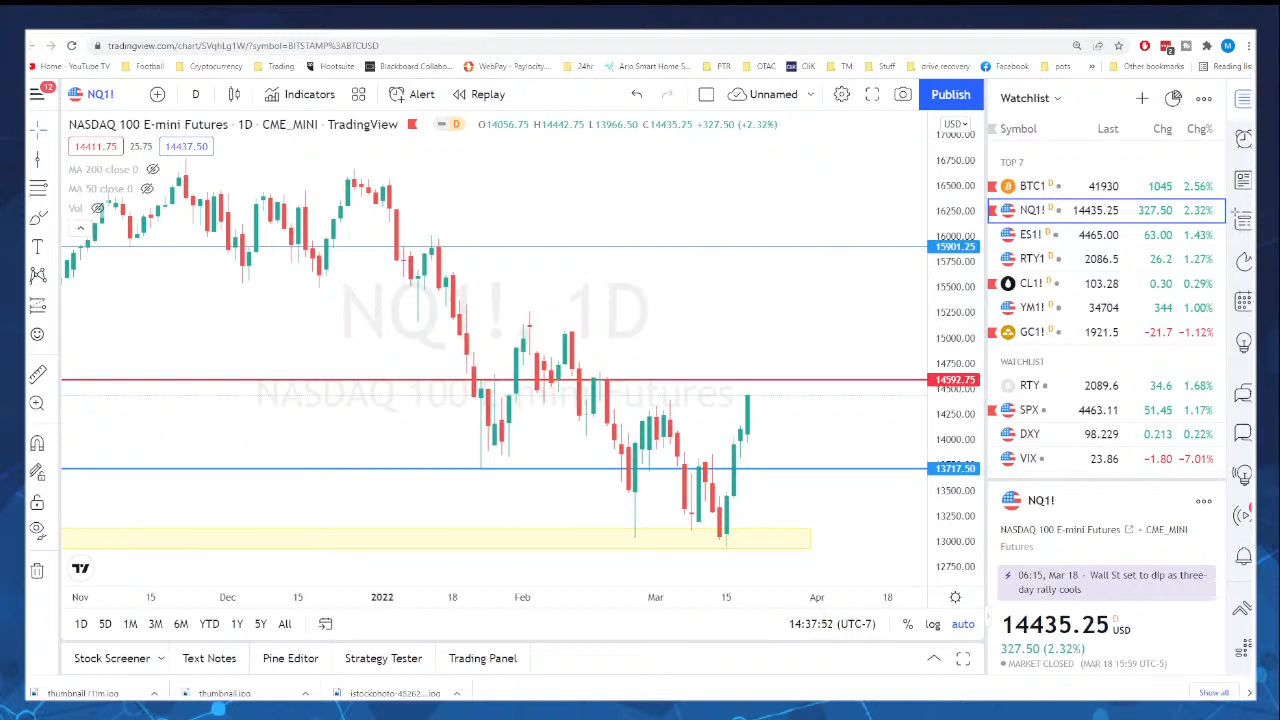 tradingview.com/chart/SVqhLg1W/?symbol=BITSTAMP%3ABTCUSD
Home - YouTube TV Football Cryptocurrency Trading Hootsuite Blackboard Collabo... WebPay - Paylocity... 24hr Ario Smart Home S... PTR OTAC Clik TM Stuff drive recovery Facebook pots » Other bookmarks Reading list
12 NQ1! D Indicators Alert Replay Unnamed Publish
NASDAQ 100 E-mini Futures · 1D · CME_MINI · TradingView D O14056.75 H14442.75 L13966.50 C14435.25 +327.50 (+2.32%)
14411.75 25.75 14437.50
MA 200 close 0
MA 50 close 0
Vol
NQ1! 1D
NASDAQ 100 E-mini Futures
USD
17000.00
16750.00
16500.00
16250.00
16000.00
15901.25
15750.00
15500.00
15250.00
15000.00
14750.00
14592.75
14500.00
14250.00
14000.00
13717.50
13500.00
13250.00
13000.00
12750.00
Nov 15 Dec 15 2022 18 Feb Mar 15 Apr 18
1D 5D 1M 3M 6M YTD 1Y 5Y All 14:37:52 (UTC-7) % log auto
Stock Screener Text Notes Pine Editor Strategy Tester Trading Panel
Watchlist
Symbol Last Chg Chg%
TOP 7
BTC1 D 41930 1045 2.56%
NQ1! D 14435.25 327.50 2.32%
ES1! D 4465.00 63.00 1.43%
RTY1 D 2086.5 26.2 1.27%
CL1! D 103.28 0.30 0.29%
YM1! D 34704 344 1.00%
GC1! D 1921.5 −21.7 −1.12%
WATCHLIST
RTY 2089.6 34.6 1.68%
SPX 4463.11 51.45 1.17%
DXY 98.229 0.213 0.22%
VIX 23.86 −1.80 −7.01%
NQ1!
NASDAQ 100 E-mini Futures - CME_MINI
Futures
06:15, Mar 18 - Wall St set to dip as three-
day rally cools
14435.25 D USD
327.50 (2.32%)
MARKET CLOSED (MAR 18 15:59 UTC-5)
thumbnail.jpg istockphoto-45262....jpg Show all